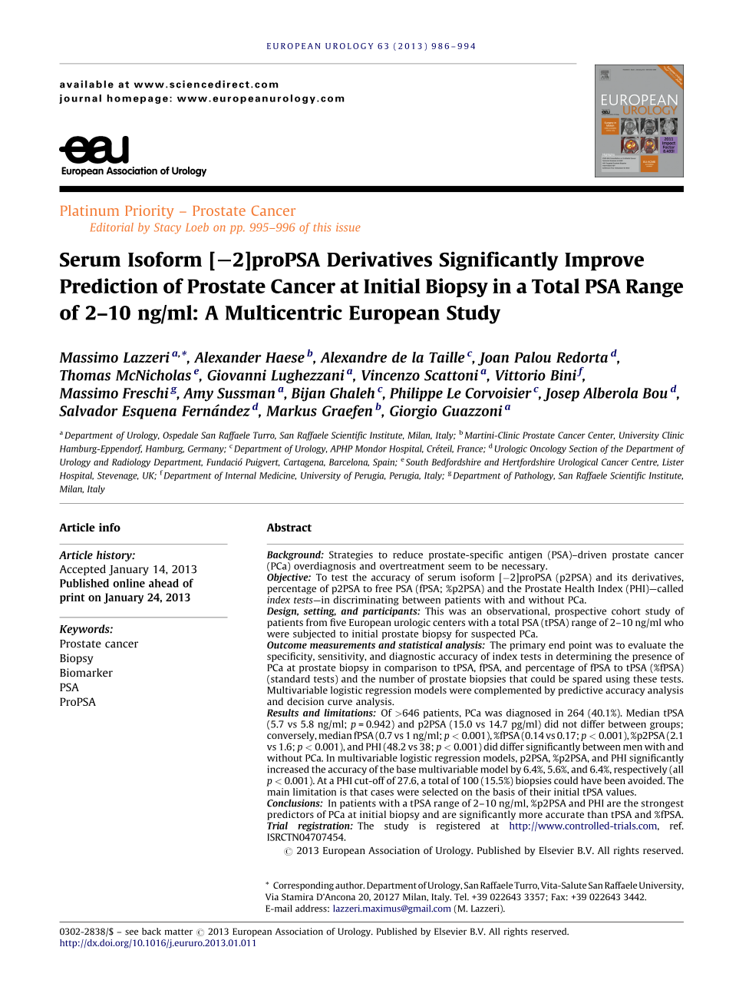 EUROPEAN UROLOGY 63 (2013) 986–994
available at www.sciencedirect.com
journal homepage: www.europeanurology.com
EUROPEAN
UROLOGY
eau
2011
Impact
Factor
8.493!
eau
European Association of Urology
Platinum Priority – Prostate Cancer
Editorial by Stacy Loeb on pp. 995–996 of this issue
Serum Isoform [−2]proPSA Derivatives Significantly Improve
Prediction of Prostate Cancer at Initial Biopsy in a Total PSA Range
of 2–10 ng/ml: A Multicentric European Study
Massimo Lazzeri a,*, Alexander Haese b, Alexandre de la Taille c, Joan Palou Redorta d,
Thomas McNicholas e, Giovanni Lughezzani a, Vincenzo Scattoni a, Vittorio Bini f,
Massimo Freschi g, Amy Sussman a, Bijan Ghaleh c, Philippe Le Corvoisier c, Josep Alberola Bou d,
Salvador Esquena Fernández d, Markus Graefen b, Giorgio Guazzoni a
a Department of Urology, Ospedale San Raffaele Turro, San Raffaele Scientific Institute, Milan, Italy; b Martini-Clinic Prostate Cancer Center, University Clinic
Hamburg-Eppendorf, Hamburg, Germany; c Department of Urology, APHP Mondor Hospital, Créteil, France; d Urologic Oncology Section of the Department of
Urology and Radiology Department, Fundació Puigvert, Cartagena, Barcelona, Spain; e South Bedfordshire and Hertfordshire Urological Cancer Centre, Lister
Hospital, Stevenage, UK; f Department of Internal Medicine, University of Perugia, Perugia, Italy; g Department of Pathology, San Raffaele Scientific Institute,
Milan, Italy
Article info
Article history:
Accepted January 14, 2013
Published online ahead of
print on January 24, 2013
Keywords:
Prostate cancer
Biopsy
Biomarker
PSA
ProPSA
Abstract
Background: Strategies to reduce prostate-specific antigen (PSA)–driven prostate cancer
(PCa) overdiagnosis and overtreatment seem to be necessary.
Objective: To test the accuracy of serum isoform [−2]proPSA (p2PSA) and its derivatives,
percentage of p2PSA to free PSA (fPSA; %p2PSA) and the Prostate Health Index (PHI)—called
index tests—in discriminating between patients with and without PCa.
Design, setting, and participants: This was an observational, prospective cohort study of
patients from five European urologic centers with a total PSA (tPSA) range of 2–10 ng/ml who
were subjected to initial prostate biopsy for suspected PCa.
Outcome measurements and statistical analysis: The primary end point was to evaluate the
specificity, sensitivity, and diagnostic accuracy of index tests in determining the presence of
PCa at prostate biopsy in comparison to tPSA, fPSA, and percentage of fPSA to tPSA (%fPSA)
(standard tests) and the number of prostate biopsies that could be spared using these tests.
Multivariable logistic regression models were complemented by predictive accuracy analysis
and decision curve analysis.
Results and limitations: Of >646 patients, PCa was diagnosed in 264 (40.1%). Median tPSA
(5.7 vs 5.8 ng/ml; p = 0.942) and p2PSA (15.0 vs 14.7 pg/ml) did not differ between groups;
conversely, median fPSA (0.7 vs 1 ng/ml; p < 0.001), %fPSA (0.14 vs 0.17; p < 0.001), %p2PSA (2.1
vs 1.6; p < 0.001), and PHI (48.2 vs 38; p < 0.001) did differ significantly between men with and
without PCa. In multivariable logistic regression models, p2PSA, %p2PSA, and PHI significantly
increased the accuracy of the base multivariable model by 6.4%, 5.6%, and 6.4%, respectively (all
p < 0.001). At a PHI cut-off of 27.6, a total of 100 (15.5%) biopsies could have been avoided. The
main limitation is that cases were selected on the basis of their initial tPSA values.
Conclusions: In patients with a tPSA range of 2–10 ng/ml, %p2PSA and PHI are the strongest
predictors of PCa at initial biopsy and are significantly more accurate than tPSA and %fPSA.
Trial registration: The study is registered at http://www.controlled-trials.com, ref.
ISRCTN04707454.
© 2013 European Association of Urology. Published by Elsevier B.V. All rights reserved.
* Corresponding author. Department of Urology, San Raffaele Turro, Vita-Salute San Raffaele University,
Via Stamira D'Ancona 20, 20127 Milan, Italy. Tel. +39 022643 3357; Fax: +39 022643 3442.
E-mail address: lazzeri.maximus@gmail.com (M. Lazzeri).
0302-2838/$ – see back matter © 2013 European Association of Urology. Published by Elsevier B.V. All rights reserved.
http://dx.doi.org/10.1016/j.eururo.2013.01.011